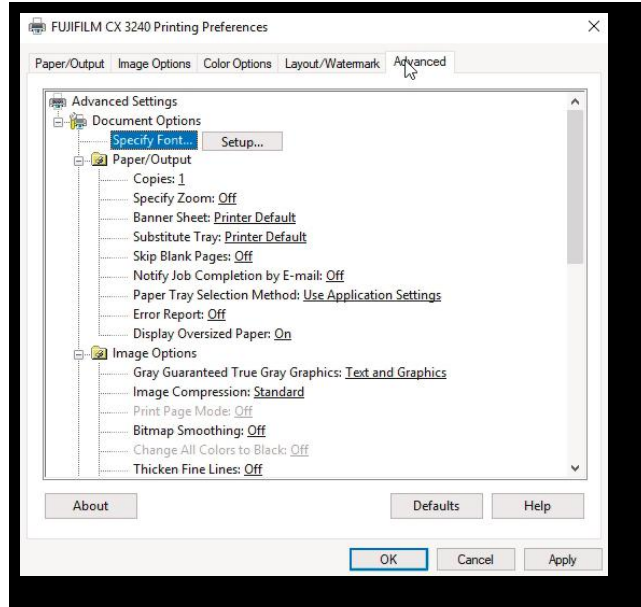 FUJIFILM CX 3240 Printing Preferences
Paper/Output Image Options Color Options Layout/Watermark Advanced
Advanced Settings
Document Options
Specify Font... Setup...
Paper/Output
Copies: 1
Specify Zoom: Off
Banner Sheet: Printer Default
Substitute Tray: Printer Default
Skip Blank Pages: Off
Notify Job Completion by E-mail: Off
Paper Tray Selection Method: Use Application Settings
Error Report: Off
Display Oversized Paper: On
Image Options
Gray Guaranteed True Gray Graphics: Text and Graphics
Image Compression: Standard
Print Page Mode: Off
Bitmap Smoothing: Off
Change All Colors to Black: Off
Thicken Fine Lines: Off
About Defaults Help
OK Cancel Apply